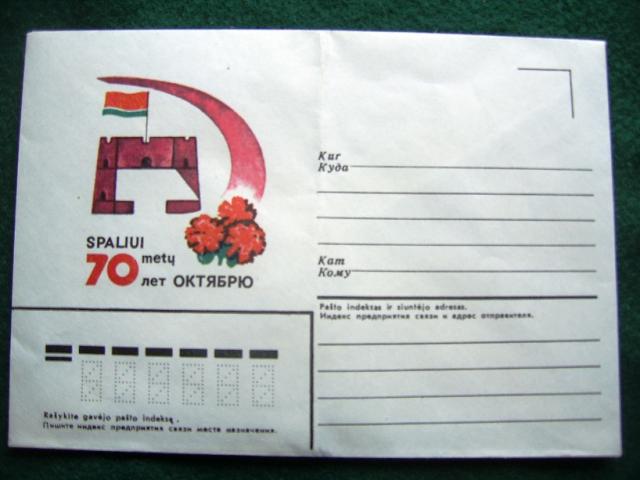 SPALIUI
70 metų
лет ОКТЯБРЮ
Kur
Куда
Kam
Кому
Pašto indeksas ir siuntėjo adresas.
Индекс предприятия связи и адрес отправителя.
Rašykite gavėjo pašto indeksą.
Пишите индекс предприятия связи места назначения.